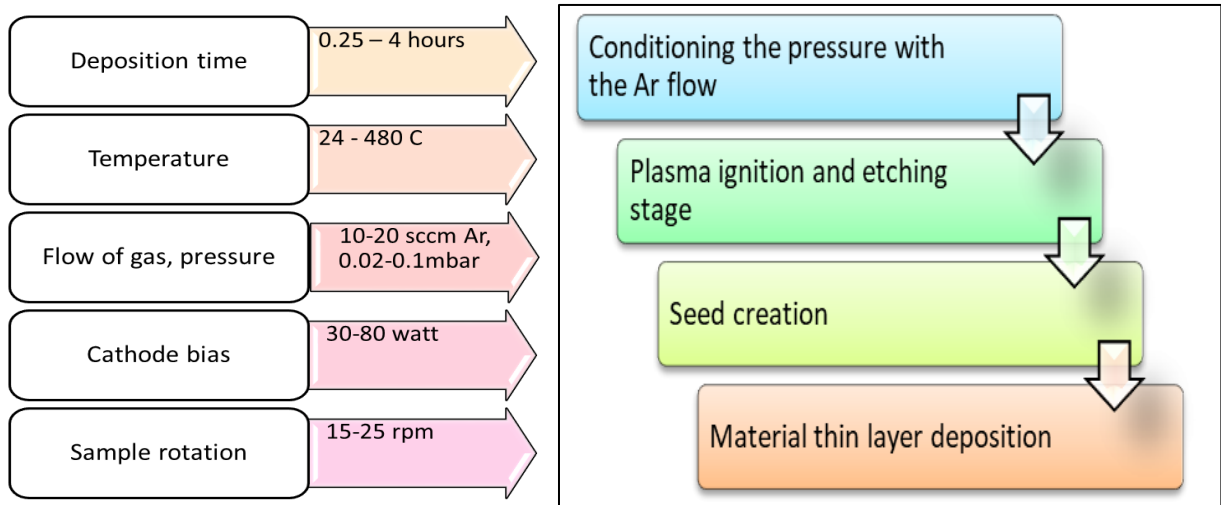 Deposition time
0.25 – 4 hours
Temperature
24 - 480 C
Flow of gas, pressure
10-20 sccm Ar,
0.02-0.1mbar
Cathode bias
30-80 watt
Sample rotation
15-25 rpm
Conditioning the pressure with
the Ar flow
Plasma ignition and etching
stage
Seed creation
Material thin layer deposition